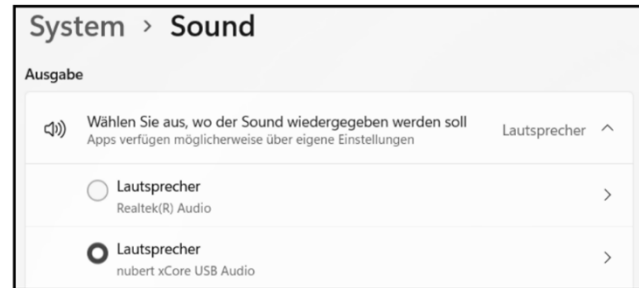 System > Sound
Ausgabe
Wählen Sie aus, wo der Sound wiedergegeben werden soll
Apps verfügen möglicherweise über eigene Einstellungen
Lautsprecher
Lautsprecher
Realtek(R) Audio
Lautsprecher
nubert xCore USB Audio